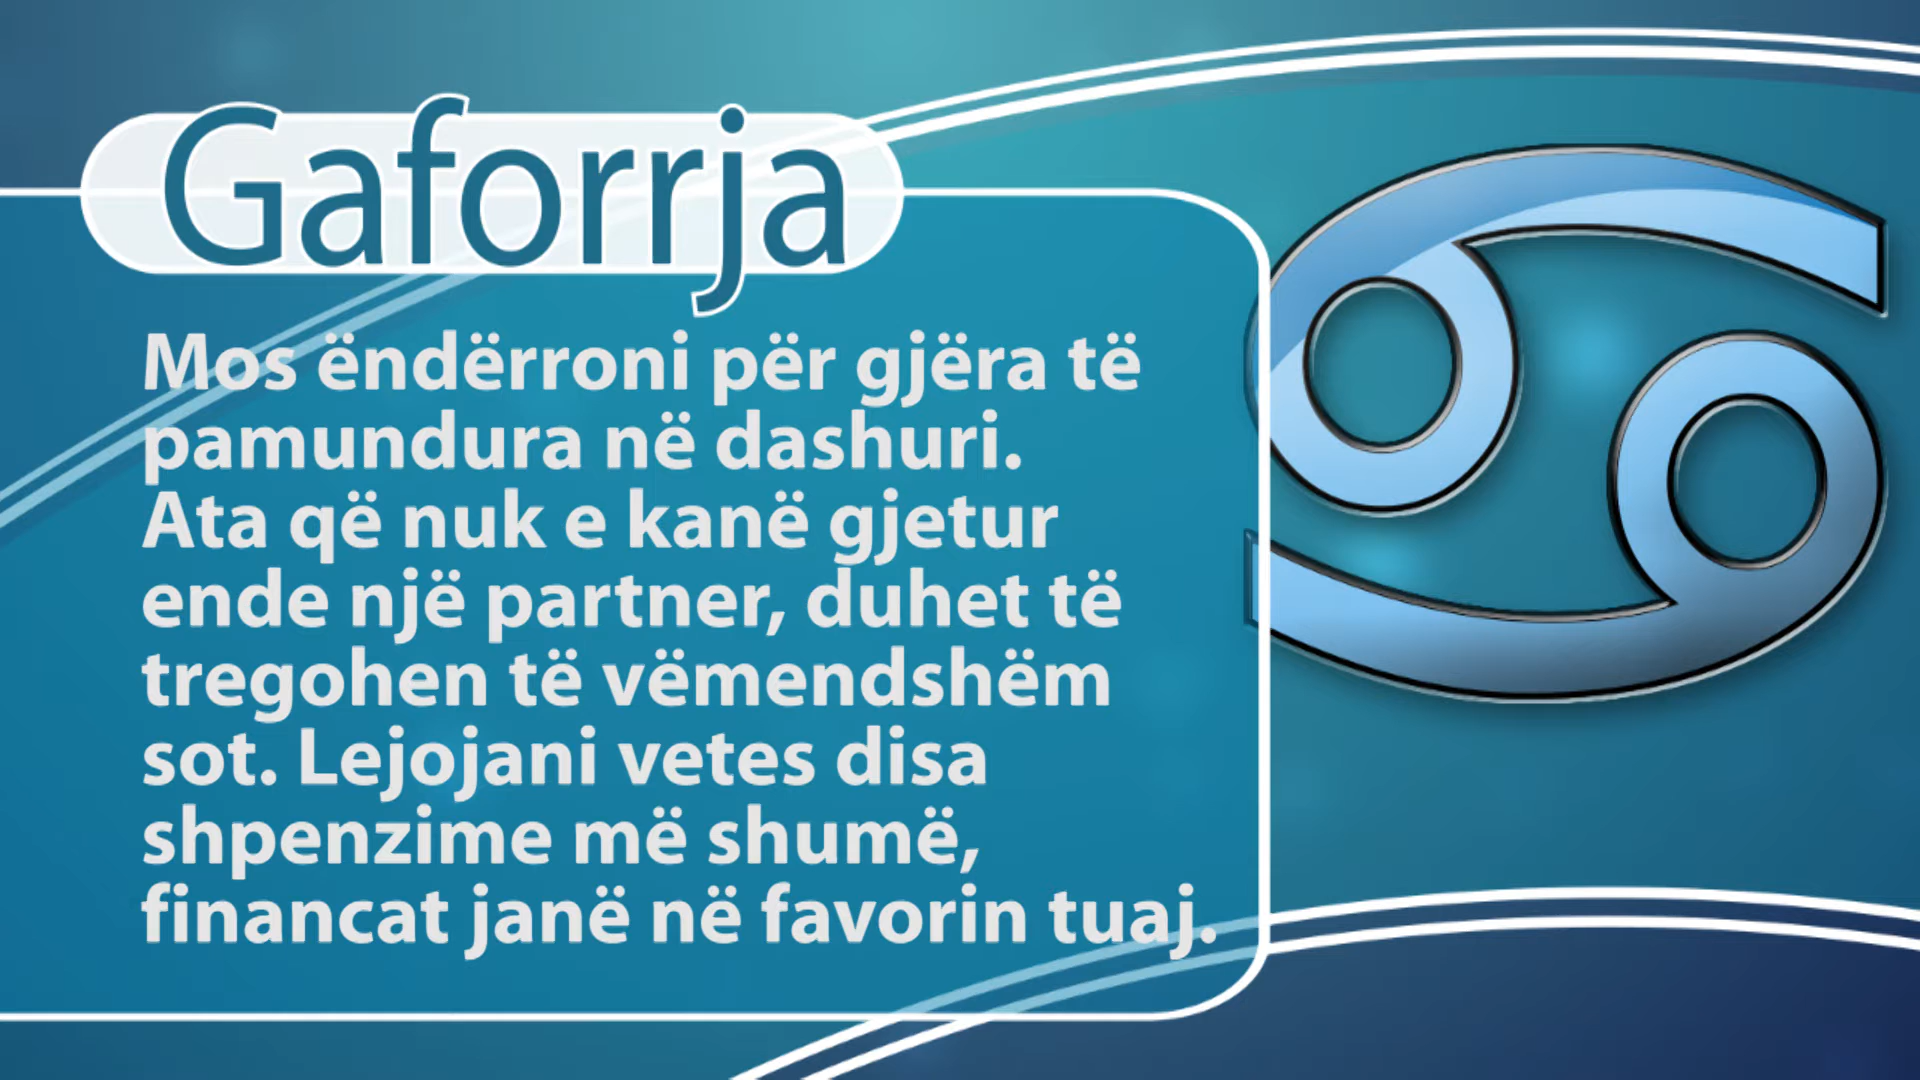 Gaforrja
Mos ëndërroni për gjëra të
pamundura në dashuri.
Ata që nuk e kanë gjetur
ende një partner, duhet të
tregohen të vëmendshëm
sot. Lejojani vetes disa
shpenzime më shumë,
financat janë në favorin tuaj.